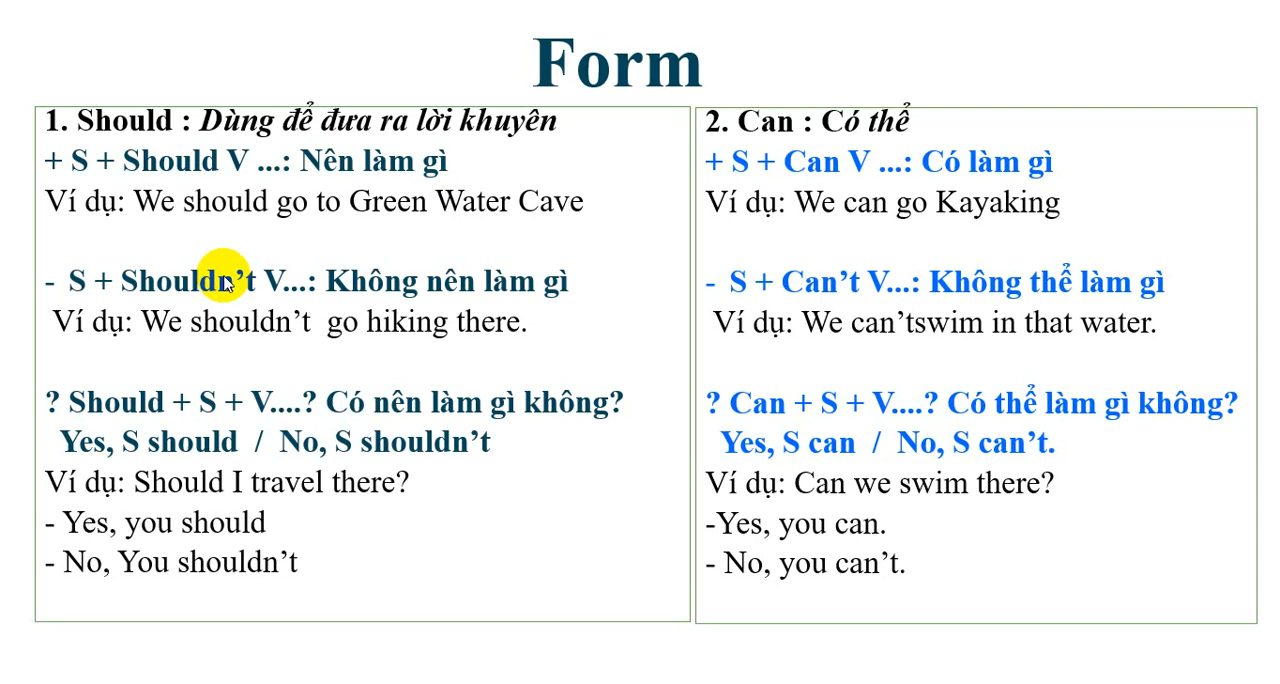 Form
1. Should : Dùng để đưa ra lời khuyên
+ S + Should V ...: Nên làm gì
Ví dụ: We should go to Green Water Cave
- S + Shouldn’t V...: Không nên làm gì
Ví dụ: We shouldn’t go hiking there.
? Should + S + V....? Có nên làm gì không?
Yes, S should / No, S shouldn’t
Ví dụ: Should I travel there?
- Yes, you should
- No, You shouldn’t
2. Can : Có thể
+ S + Can V ...: Có làm gì
Ví dụ: We can go Kayaking
- S + Can’t V...: Không thể làm gì
Ví dụ: We can’tswim in that water.
? Can + S + V....? Có thể làm gì không?
Yes, S can / No, S can’t.
Ví dụ: Can we swim there?
-Yes, you can.
- No, you can’t.